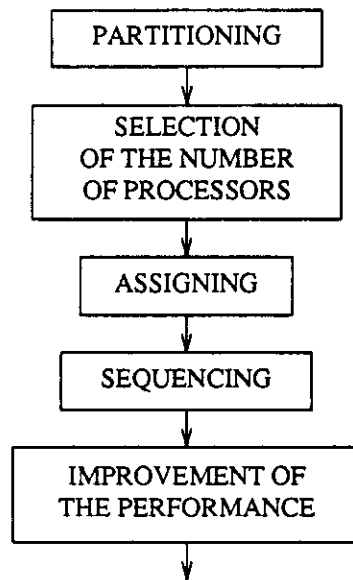 PARTITIONING
SELECTION
OF THE NUMBER
OF PROCESSORS
ASSIGNING
SEQUENCING
IMPROVEMENT OF
THE PERFORMANCE